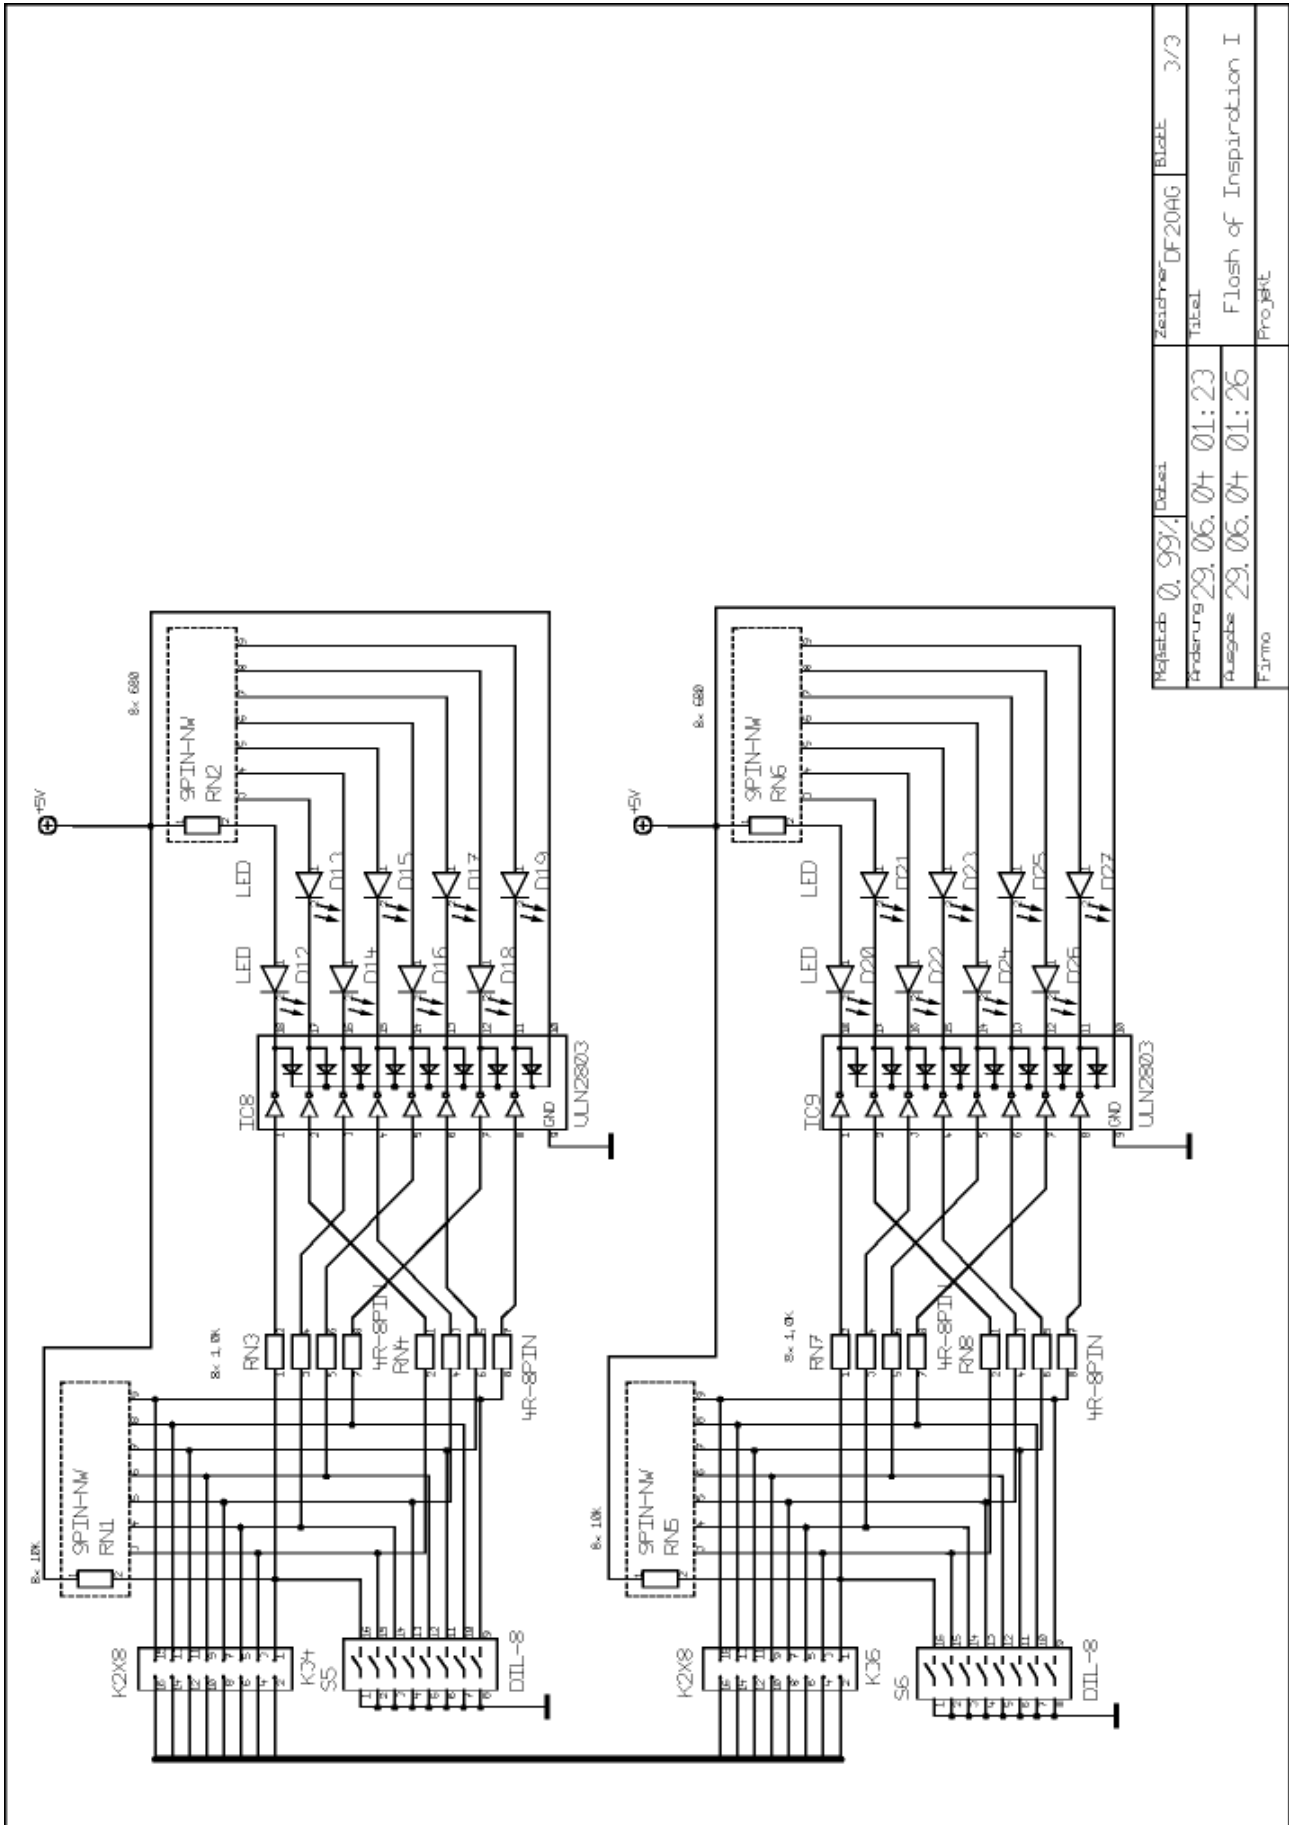 +5V
8x 680
9PIN-NW
RN2
LED
LED
D13
D15
D17
D19
D12
D14
D16
D18
IC8
ULN2803
GND
8x 1,0K
RN3
4R-8PIN
RN4
4R-8PIN
8x 10K
9PIN-NW
RN1
K2X8
KJ4
S5
DIL-8
+5V
8x 680
9PIN-NW
RN6
LED
LED
D21
D23
D25
D27
D20
D22
D24
D26
IC9
ULN2803
GND
8x 1,0K
RN7
4R-8PIN
RN8
4R-8PIN
8x 10K
9PIN-NW
RN5
K2X8
KJ6
S6
DIL-8
Maßstab 0.99% Datei
Zeichner DF20AG Blatt 3/3
Änderung 29.06.04 01:23
Titel
Ausgabe 29.06.04 01:26
Flash of Inspiration I
Firma
Projekt